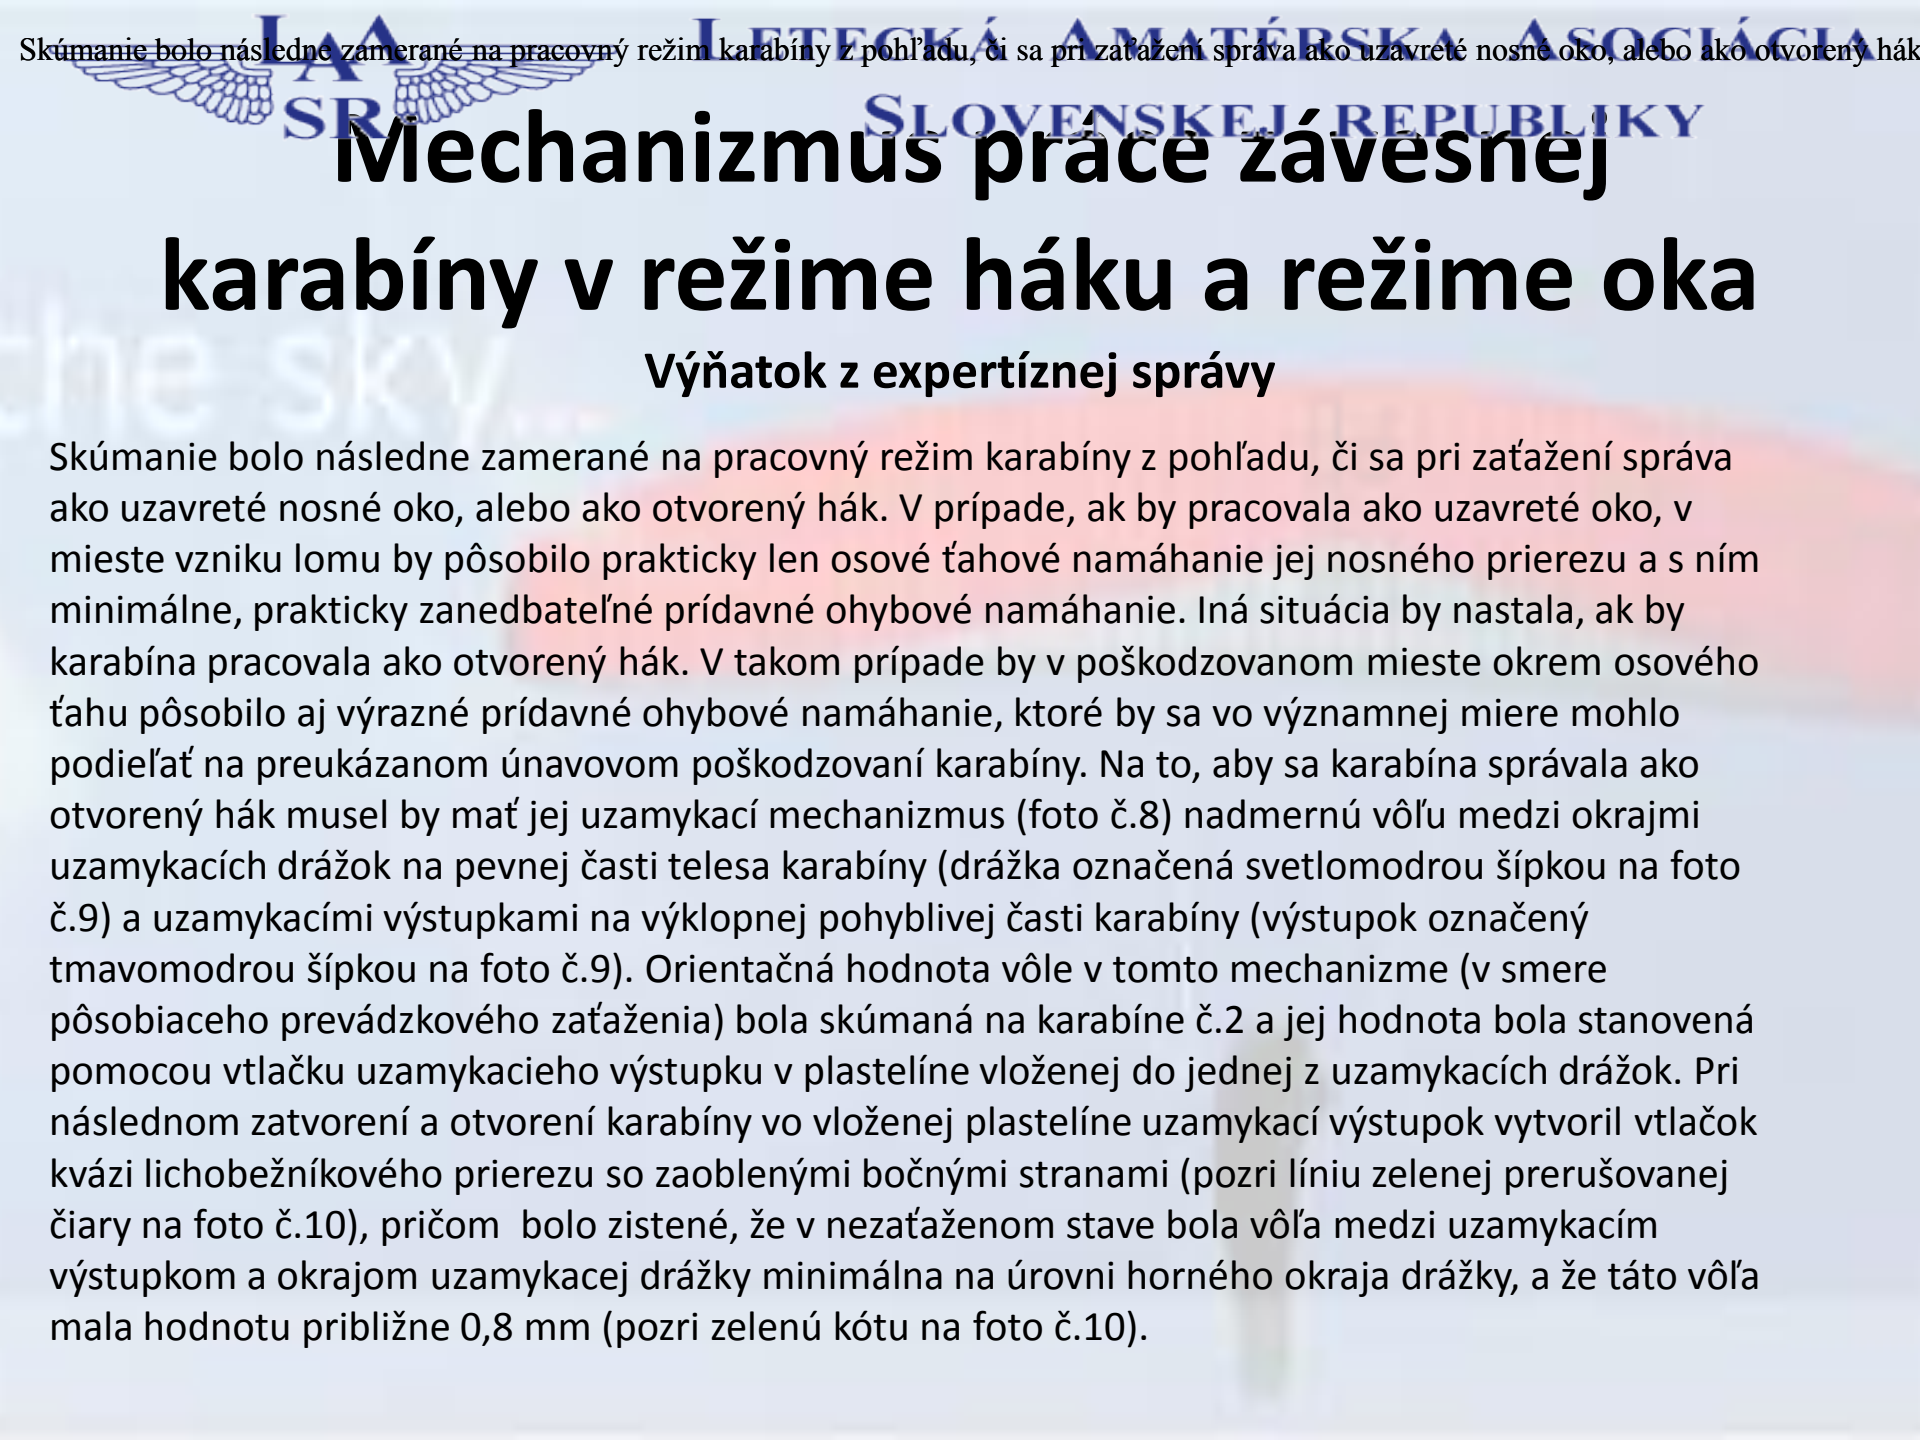 Skúmanie bolo následne zamerané na pracovný režim karabíny z pohľadu, či sa pri zaťažení správa ako uzavreté nosné oko, alebo ako otvorený hák
LAA LETECKÁ AMATÉRSKA ASOCIÁCIA
SR SLOVENSKEJ REPUBLIKY
Mechanizmus práce závesnej
karabíny v režime háku a režime oka
the sky...
Výňatok z expertíznej správy
Skúmanie bolo následne zamerané na pracovný režim karabíny z pohľadu, či sa pri zaťažení správa
ako uzavreté nosné oko, alebo ako otvorený hák. V prípade, ak by pracovala ako uzavreté oko, v
mieste vzniku lomu by pôsobilo prakticky len osové ťahové namáhanie jej nosného prierezu a s ním
minimálne, prakticky zanedbateľné prídavné ohybové namáhanie. Iná situácia by nastala, ak by
karabína pracovala ako otvorený hák. V takom prípade by v poškodzovanom mieste okrem osového
ťahu pôsobilo aj výrazné prídavné ohybové namáhanie, ktoré by sa vo významnej miere mohlo
podieľať na preukázanom únavovom poškodzovaní karabíny. Na to, aby sa karabína správala ako
otvorený hák musel by mať jej uzamykací mechanizmus (foto č.8) nadmernú vôľu medzi okrajmi
uzamykacích drážok na pevnej časti telesa karabíny (drážka označená svetlomodrou šípkou na foto
č.9) a uzamykacími výstupkami na výklopnej pohyblivej časti karabíny (výstupok označený
tmavomodrou šípkou na foto č.9). Orientačná hodnota vôle v tomto mechanizme (v smere
pôsobiaceho prevádzkového zaťaženia) bola skúmaná na karabíne č.2 a jej hodnota bola stanovená
pomocou vtlačku uzamykacieho výstupku v plastelíne vloženej do jednej z uzamykacích drážok. Pri
následnom zatvorení a otvorení karabíny vo vloženej plastelíne uzamykací výstupok vytvoril vtlačok
kvázi lichobežníkového prierezu so zaoblenými bočnými stranami (pozri líniu zelenej prerušovanej
čiary na foto č.10), pričom  bolo zistené, že v nezaťaženom stave bola vôľa medzi uzamykacím
výstupkom a okrajom uzamykacej drážky minimálna na úrovni horného okraja drážky, a že táto vôľa
mala hodnotu približne 0,8 mm (pozri zelenú kótu na foto č.10).